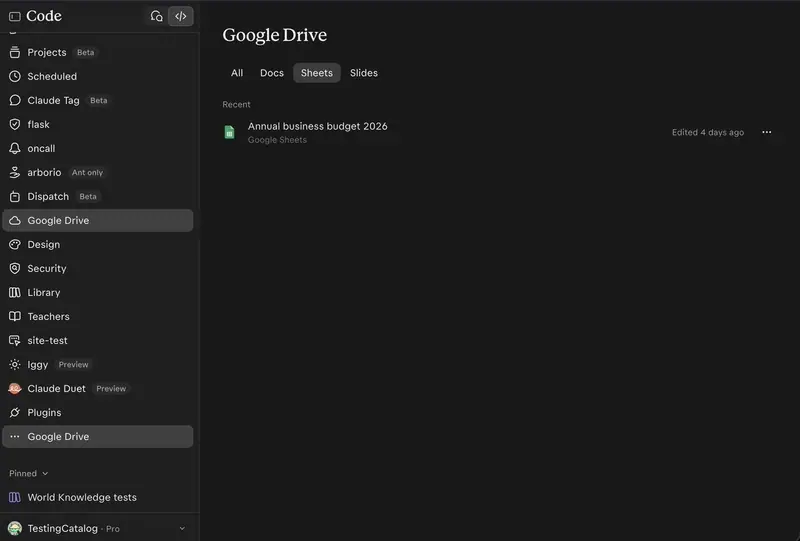 Code
Projects Beta
Scheduled
Claude Tag Beta
flask
oncall
arborio Ant only
Dispatch Beta
Google Drive
Design
Security
Library
Teachers
site-test
Iggy Preview
Claude Duet Preview
Plugins
Google Drive
Pinned
World Knowledge tests
TestingCatalog · Pro
Google Drive
All Docs Sheets Slides
Recent
Annual business budget 2026
Google Sheets
Edited 4 days ago